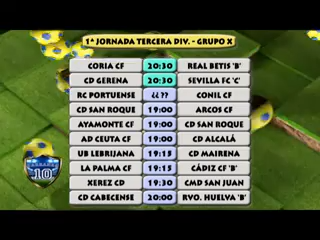 1ª JORNADA TERCERA DIV. - GRUPO X
CORIA CF 20:30 REAL BETIS 'B'
CD GERENA 20:30 SEVILLA FC 'C'
RC PORTUENSE ¿¿ ?? CONIL CF
CD SAN ROQUE 19:00 ARCOS CF
AYAMONTE CF 19:00 CD SAN ROQUE
AD CEUTA CF 19:00 CD ALCALÁ
UB LEBRIJANA 19:15 CD MAIRENA
LA PALMA CF 19:15 CÁDIZ CF 'B'
XEREZ CD 19:30 CMD SAN JUAN
CD CABECENSE 20:00 RVO. HUELVA 'B'
10